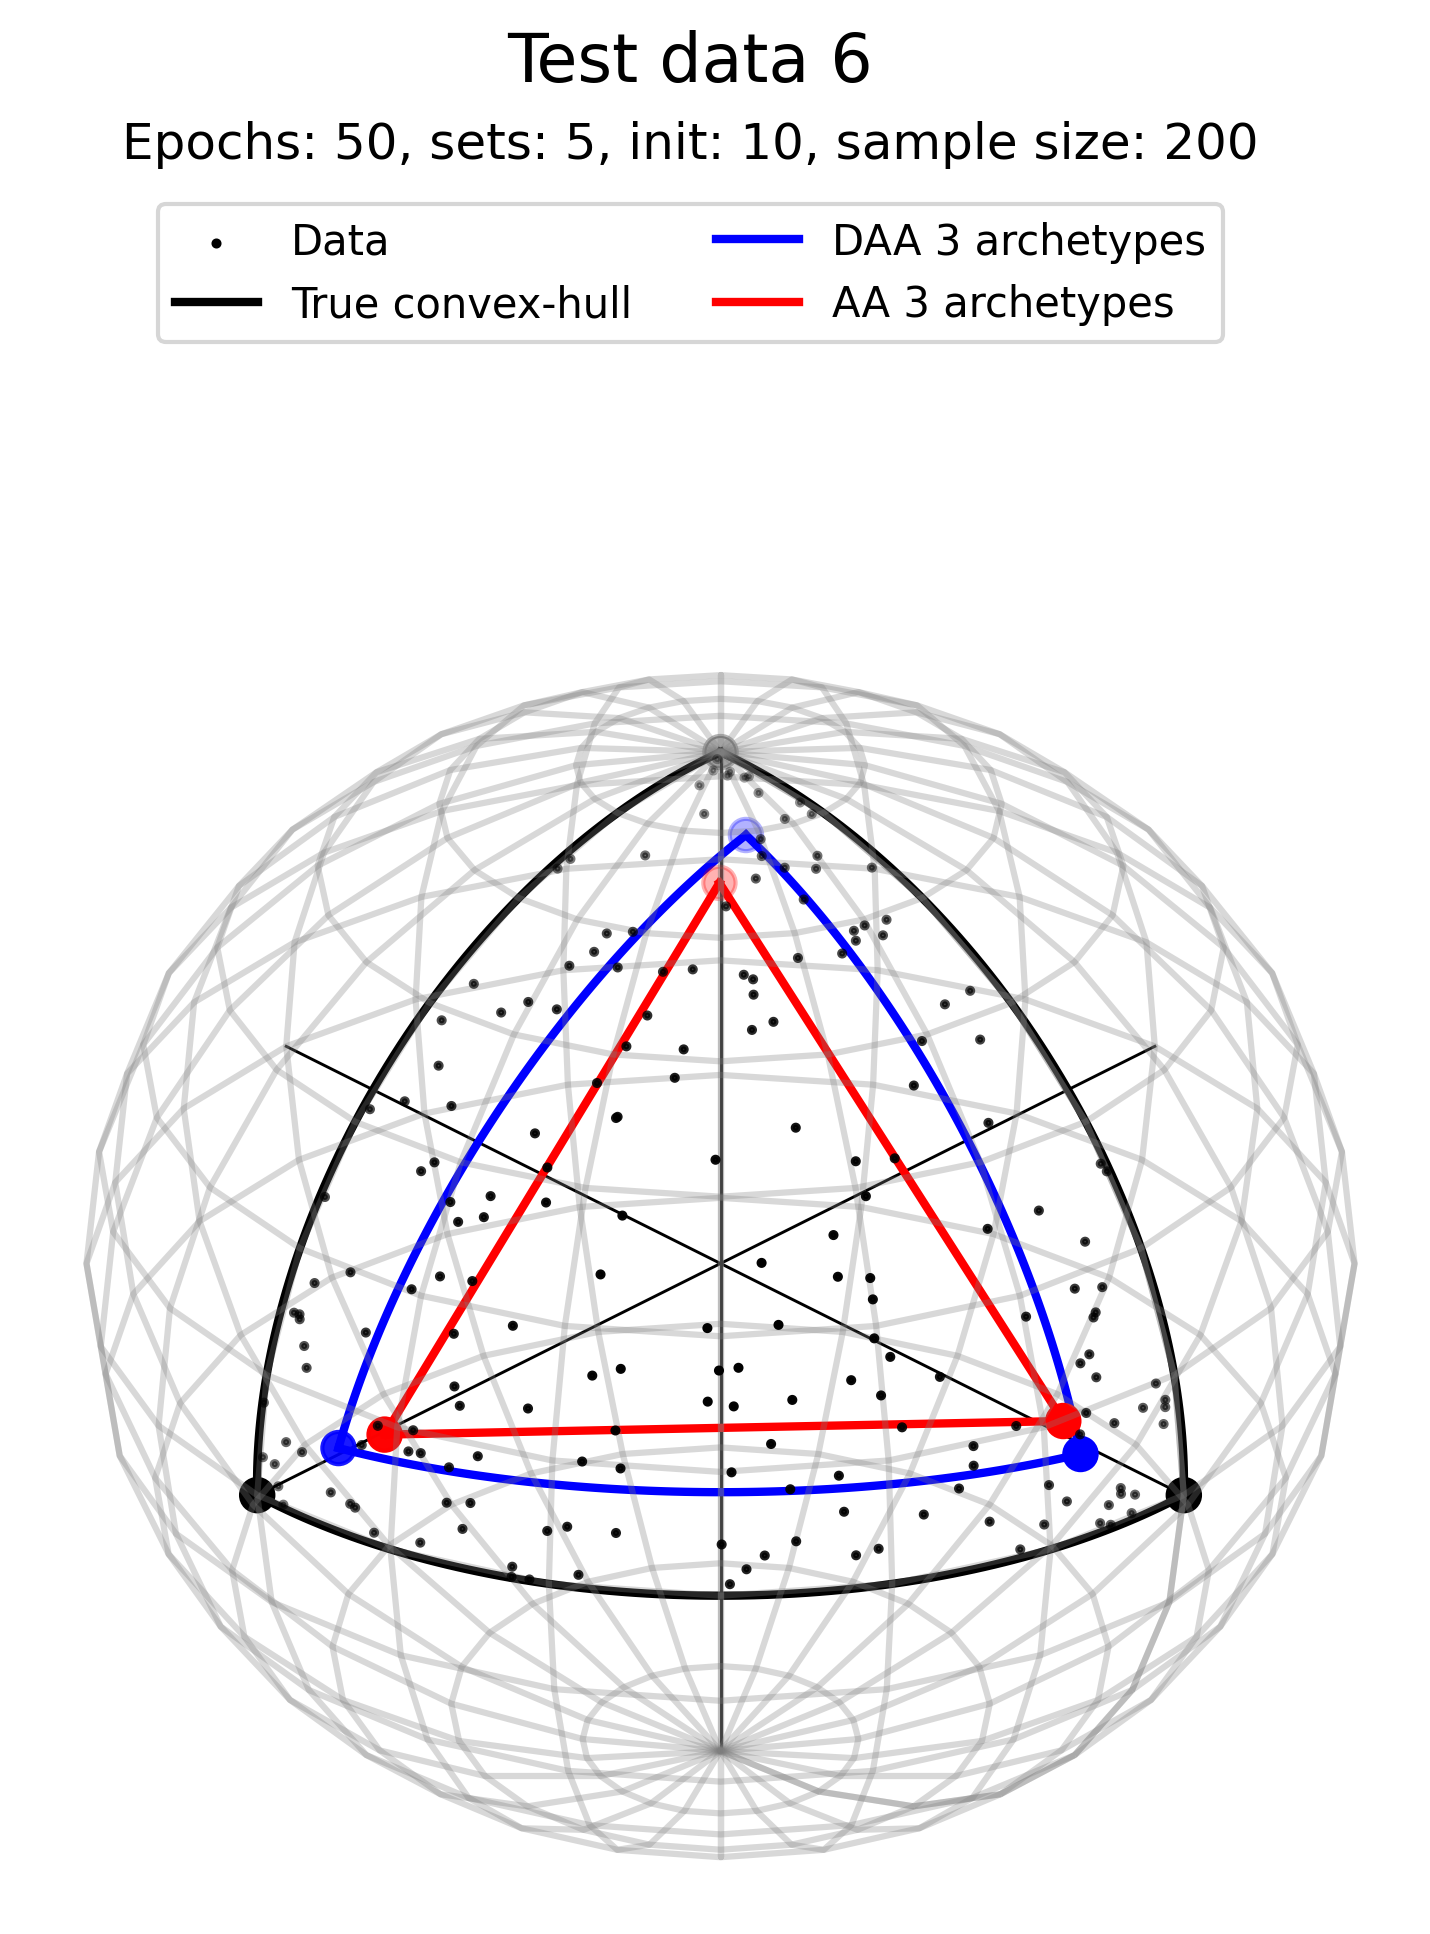 Test data 6
Epochs: 50, sets: 5, init: 10, sample size: 200
Data
True convex-hull
DAA 3 archetypes
AA 3 archetypes